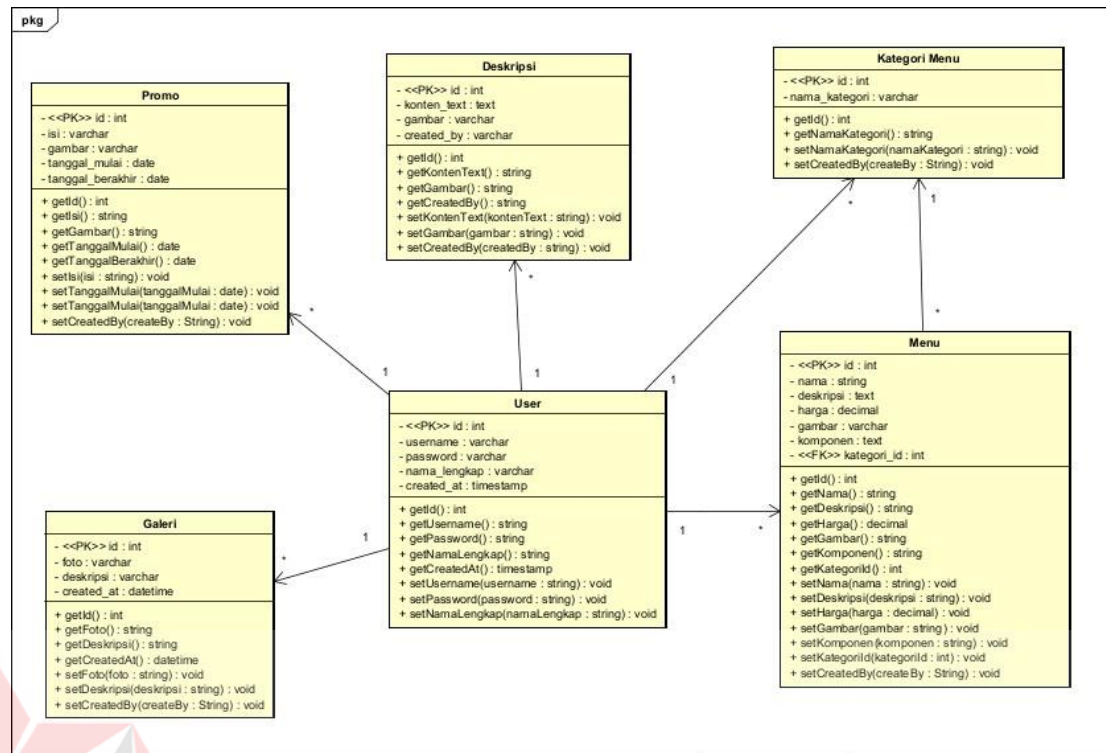 pkg
Promo
- <<PK>> id : int
- isi : varchar
- gambar : varchar
- tanggal_mulai : date
- tanggal_berakhir : date
+ getId() : int
+ getIsi() : string
+ getGambar() : string
+ getTanggalMulai() : date
+ getTanggalBerakhir() : date
+ setIsi(isi : string) : void
+ setTanggalMulai(tanggalMulai : date) : void
+ setTanggalMulai(tanggalMulai : date) : void
+ setCreatedBy(createBy : String) : void
Deskripsi
- <<PK>> id : int
- konten_text : text
- gambar : varchar
- created_by : varchar
+ getId() : int
+ getKontenText() : string
+ getGambar() : string
+ getCreatedBy() : string
+ setKontenText(kontenText : string) : void
+ setGambar(gambar : string) : void
+ setCreatedBy(createdBy : string) : void
Kategori Menu
- <<PK>> id : int
- nama_kategori : varchar
+ getId() : int
+ getNamaKategori() : string
+ setNamaKategori(namaKategori : string) : void
+ setCreatedBy(createBy : String) : void
*
1
*
*
*
1
1
1
User
- <<PK>> id : int
- username : varchar
- password : varchar
- nama_lengkap : varchar
- created_at : timestamp
+ getId() : int
+ getUsername() : string
+ getPassword() : string
+ getNamaLengkap() : string
+ getCreatedAt() : timestamp
+ setUsername(username : string) : void
+ setPassword(password : string) : void
+ setNamaLengkap(namaLengkap : string) : void
Menu
- <<PK>> id : int
- nama : string
- deskripsi : text
- harga : decimal
- gambar : varchar
- komponen : text
- <<FK>> kategori_id : int
+ getId() : int
+ getNama() : string
+ getDeskripsi() : string
+ getHarga() : decimal
+ getGambar() : string
+ getKomponen() : string
+ getKategoriId() : int
+ setNama(nama : string) : void
+ setDeskripsi(deskripsi : string) : void
+ setHarga(harga : decimal) : void
+ setGambar(gambar : string) : void
+ setKomponen(komponen : string) : void
+ setKategoriId(kategoriId : int) : void
+ setCreatedBy(createBy : String) : void
1
*
1
*
Galeri
- <<PK>> id : int
- foto : varchar
- deskripsi : varchar
- created_at : datetime
+ getId() : int
+ getFoto() : string
+ getDeskripsi() : string
+ getCreatedAt() : datetime
+ setFoto(foto : string) : void
+ setDeskripsi(deskripsi : string) : void
+ setCreatedBy(createBy : String) : void